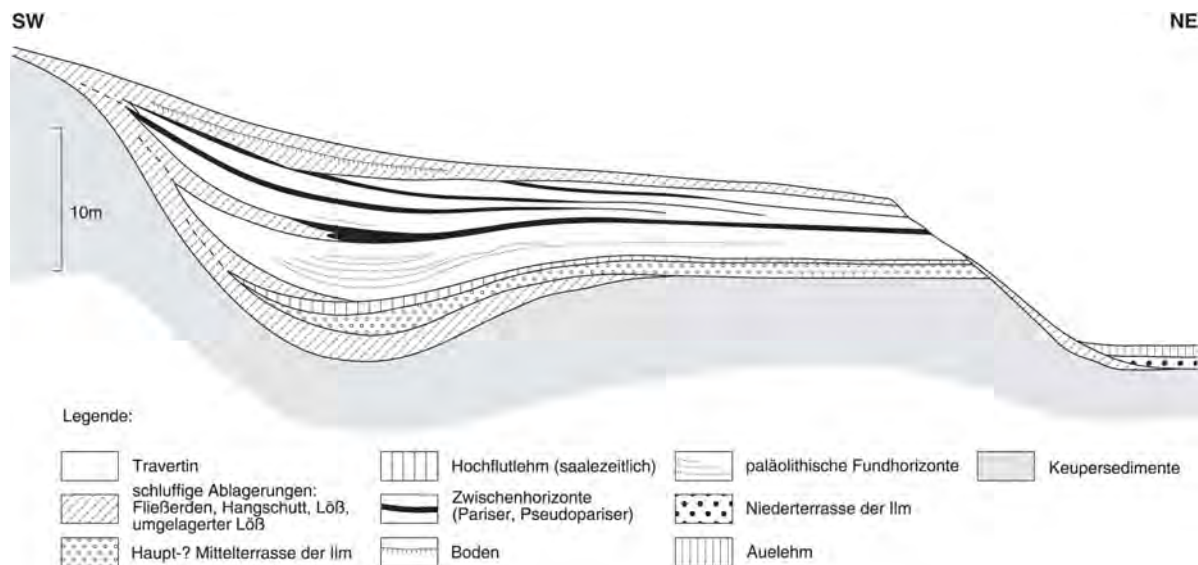 SW
NE
10m
Legende:
Travertin
schluffige Ablagerungen:
Fließerden, Hangschutt, Löß,
umgelagerter Löß
Haupt-? Mittelterrasse der Ilm
Hochflutlehm (saalezeitlich)
Zwischenhorizonte
(Pariser, Pseudopariser)
Boden
paläolithische Fundhorizonte
Niederterrasse der Ilm
Auelehm
Keupersedimente